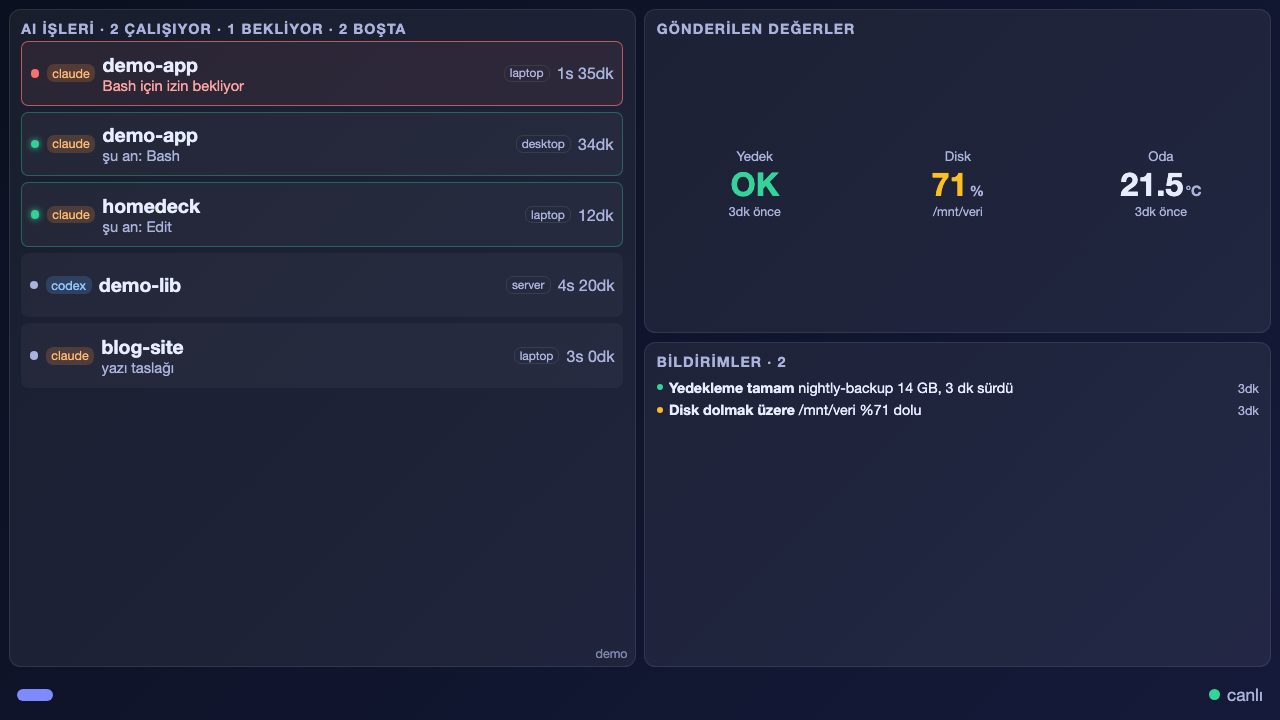 AI İŞLERİ · 2 ÇALIŞIYOR · 1 BEKLİYOR · 2 BOŞTA
claude demo-app laptop 1s 35dk
Bash için izin bekliyor
claude demo-app desktop 34dk
şu an: Bash
claude homedeck laptop 12dk
şu an: Edit
codex demo-lib server 4s 20dk
claude blog-site laptop 3s 0dk
yazı taslağı
demo
GÖNDERİLEN DEĞERLER
Yedek Disk Oda
OK 71 % 21.5 °C
3dk önce /mnt/veri 3dk önce
BİLDİRİMLER · 2
Yedekleme tamam nightly-backup 14 GB, 3 dk sürdü 3dk
Disk dolmak üzere /mnt/veri %71 dolu 3dk
canlı